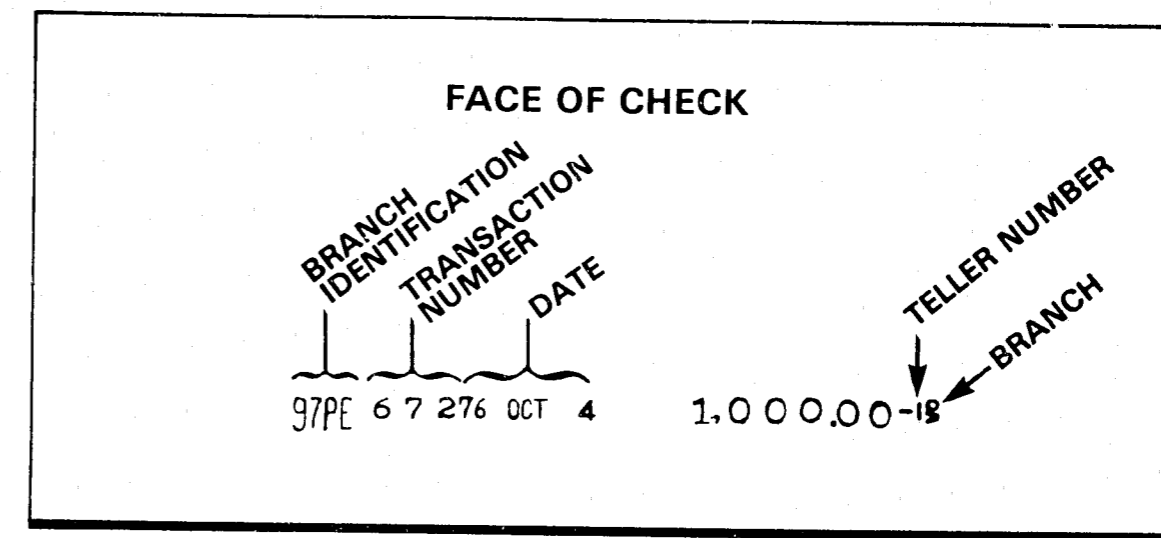 FACE OF CHECK
BRANCH
IDENTIFICATION
TRANSACTION
NUMBER
DATE
TELLER NUMBER
BRANCH
97PE 6 7 276 OCT 4 1,000.00-18